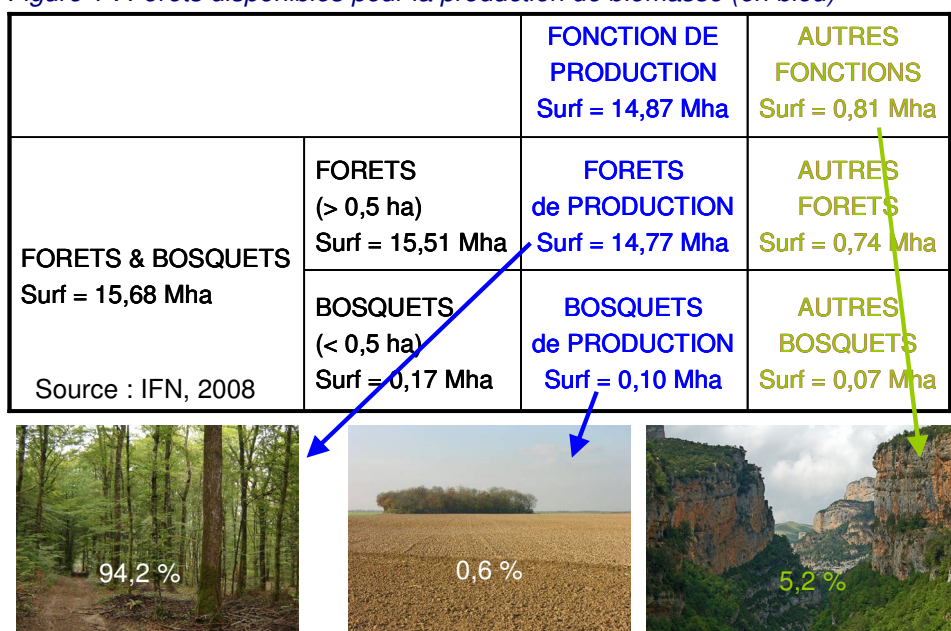 FONCTION DE
PRODUCTION
Surf = 14,87 Mha
AUTRES
FONCTIONS
Surf = 0,81 Mha
FORETS & BOSQUETS
Surf = 15,68 Mha
Source : IFN, 2008
FORETS
(> 0,5 ha)
Surf = 15,51 Mha
FORETS
de PRODUCTION
Surf = 14,77 Mha
AUTRES
FORETS
Surf = 0,74 Mha
BOSQUETS
(< 0,5 ha)
Surf = 0,17 Mha
BOSQUETS
de PRODUCTION
Surf = 0,10 Mha
AUTRES
BOSQUETS
Surf = 0,07 Mha
94,2 %
0,6 %
5,2 %